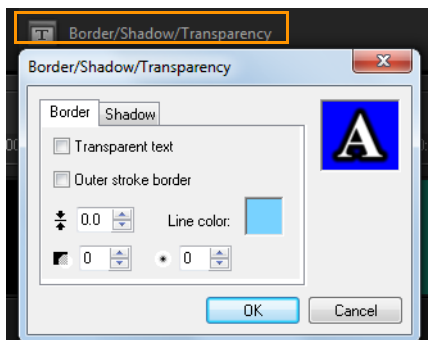 T Border/Shadow/Transparency
Border/Shadow/Transparency
Border Shadow
Transparent text
Outer stroke border
0.0 Line color:
0 0
A
OK Cancel